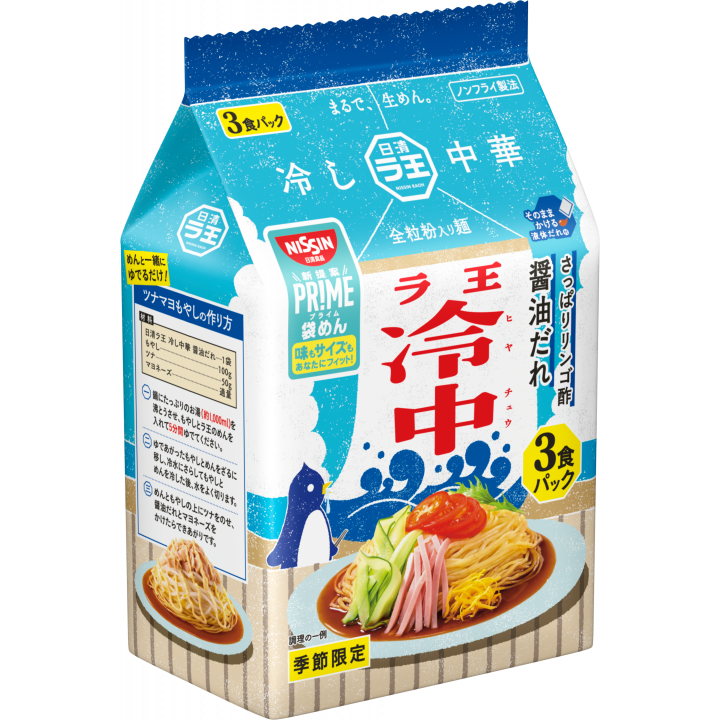 まるで、生めん。
ノンフライ製法
3食パック
冷し
日清
ラ王
NISSIN RAOH
中華
全粒粉入り麺
そのまま
かける
液体だれ付
NISSIN
日清食品
新提案
PRIME
プライム
袋めん
味もサイズも
あなたにフィット!
ラ王
冷中
ヒヤチュウ
さっぱりリンゴ酢
醤油だれ
3食
パック
調理の一例
季節限定
日清
ラ王
NISSIN RAOH
めんと一緒に
ゆでるだけ!
ツナマヨもやしの作り方
材料
日清ラ王 冷し中華 醤油だれ…1袋
もやし 100g
ツナ 50g
マヨネーズ 適量
一 鍋にたっぷりのお湯(約1,000ml)を
沸とうさせ、もやしとラ王のめんを
入れて5分間ゆでてください。
二 ゆであがったもやしとめんをざるに
移し、冷水にさらしてもやしと
めんを冷した後、水をよく切ります。
三 めんともやしの上にツナをのせ、
醤油だれとマヨネーズを
かけたらできあがりです。